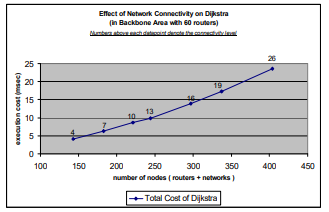 Effect of Network Connectivity on Dijkstra
(in Backbone Area with 60 routers)
Numbers above each datapoint denote the connectivity level
execution cost (msec)
25
20
15
10
5
0
4
7
10
13
16
19
26
100 150 200 250 300 350 400 450
number of nodes ( routers + networks )
Total Cost of Dijkstra